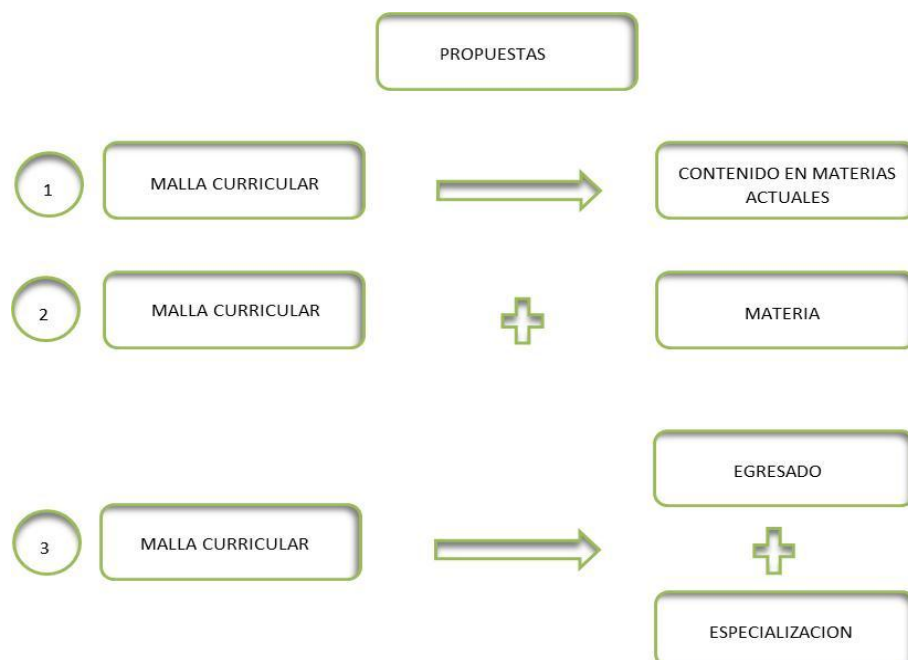 PROPUESTAS
1
MALLA CURRICULAR
CONTENIDO EN MATERIAS
ACTUALES
2
MALLA CURRICULAR
MATERIA
EGRESADO
3
MALLA CURRICULAR
ESPECIALIZACION